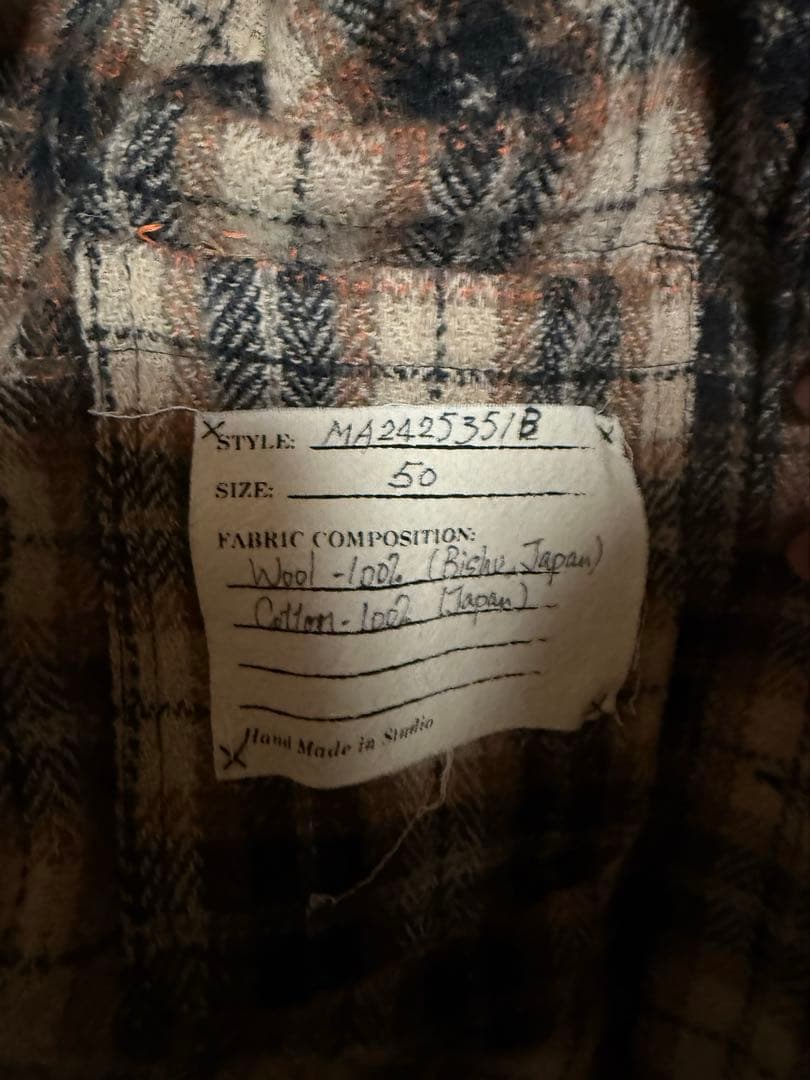 STYLE: MA2425351B
SIZE: 50
FABRIC COMPOSITION:
Wool - 100% (Bishu, Japan)
Cotton - 100% (Japan)
Hand Made in Studio